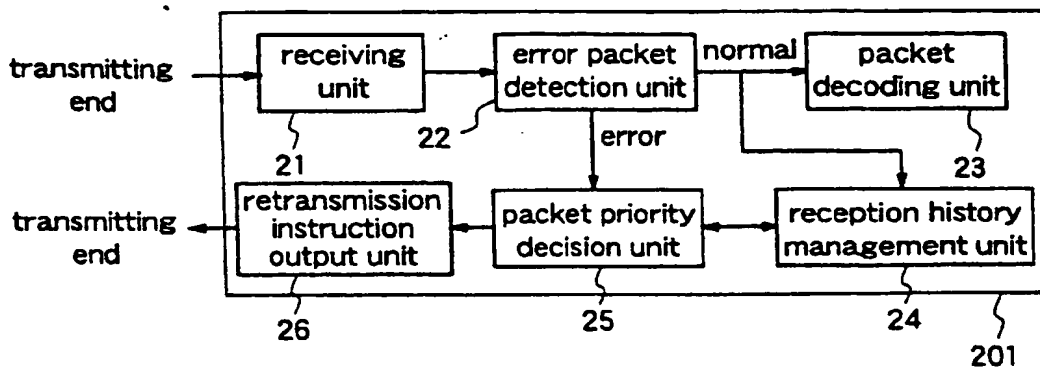 transmitting
end
receiving
unit
21
error packet
detection unit
22
normal
packet
decoding unit
23
error
transmitting
end
retransmission
instruction
output unit
26
packet priority
decision unit
25
reception history
management unit
24
201